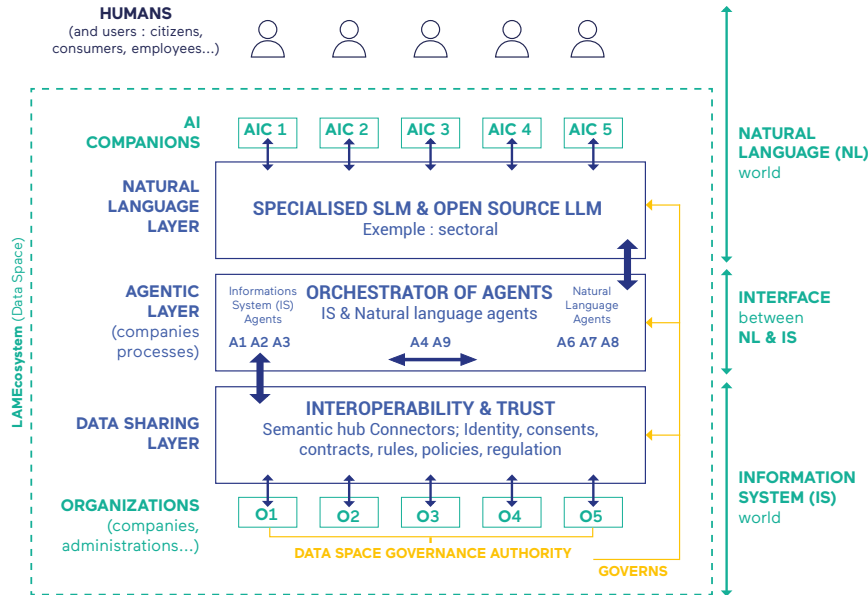 HUMANS
(and users : citizens,
consumers, employees...)
AI
COMPANIONS
AIC 1
AIC 2
AIC 3
AIC 4
AIC 5
NATURAL
LANGUAGE (NL)
world
NATURAL
LANGUAGE
LAYER
SPECIALISED SLM & OPEN SOURCE LLM
Exemple : sectoral
LAMEcosystem (Data Space)
AGENTIC
LAYER
(companies
processes)
Informations
System (IS)
Agents
A1 A2 A3
ORCHESTRATOR OF AGENTS
IS & Natural language agents
A4 A9
Natural
Language
Agents
A6 A7 A8
INTERFACE
between
NL & IS
DATA SHARING
LAYER
INTEROPERABILITY & TRUST
Semantic hub Connectors; Identity, consents,
contracts, rules, policies, regulation
INFORMATION
SYSTEM (IS)
world
ORGANIZATIONS
(companies,
administrations...)
O1
O2
O3
O4
O5
DATA SPACE GOVERNANCE AUTHORITY
GOVERNS